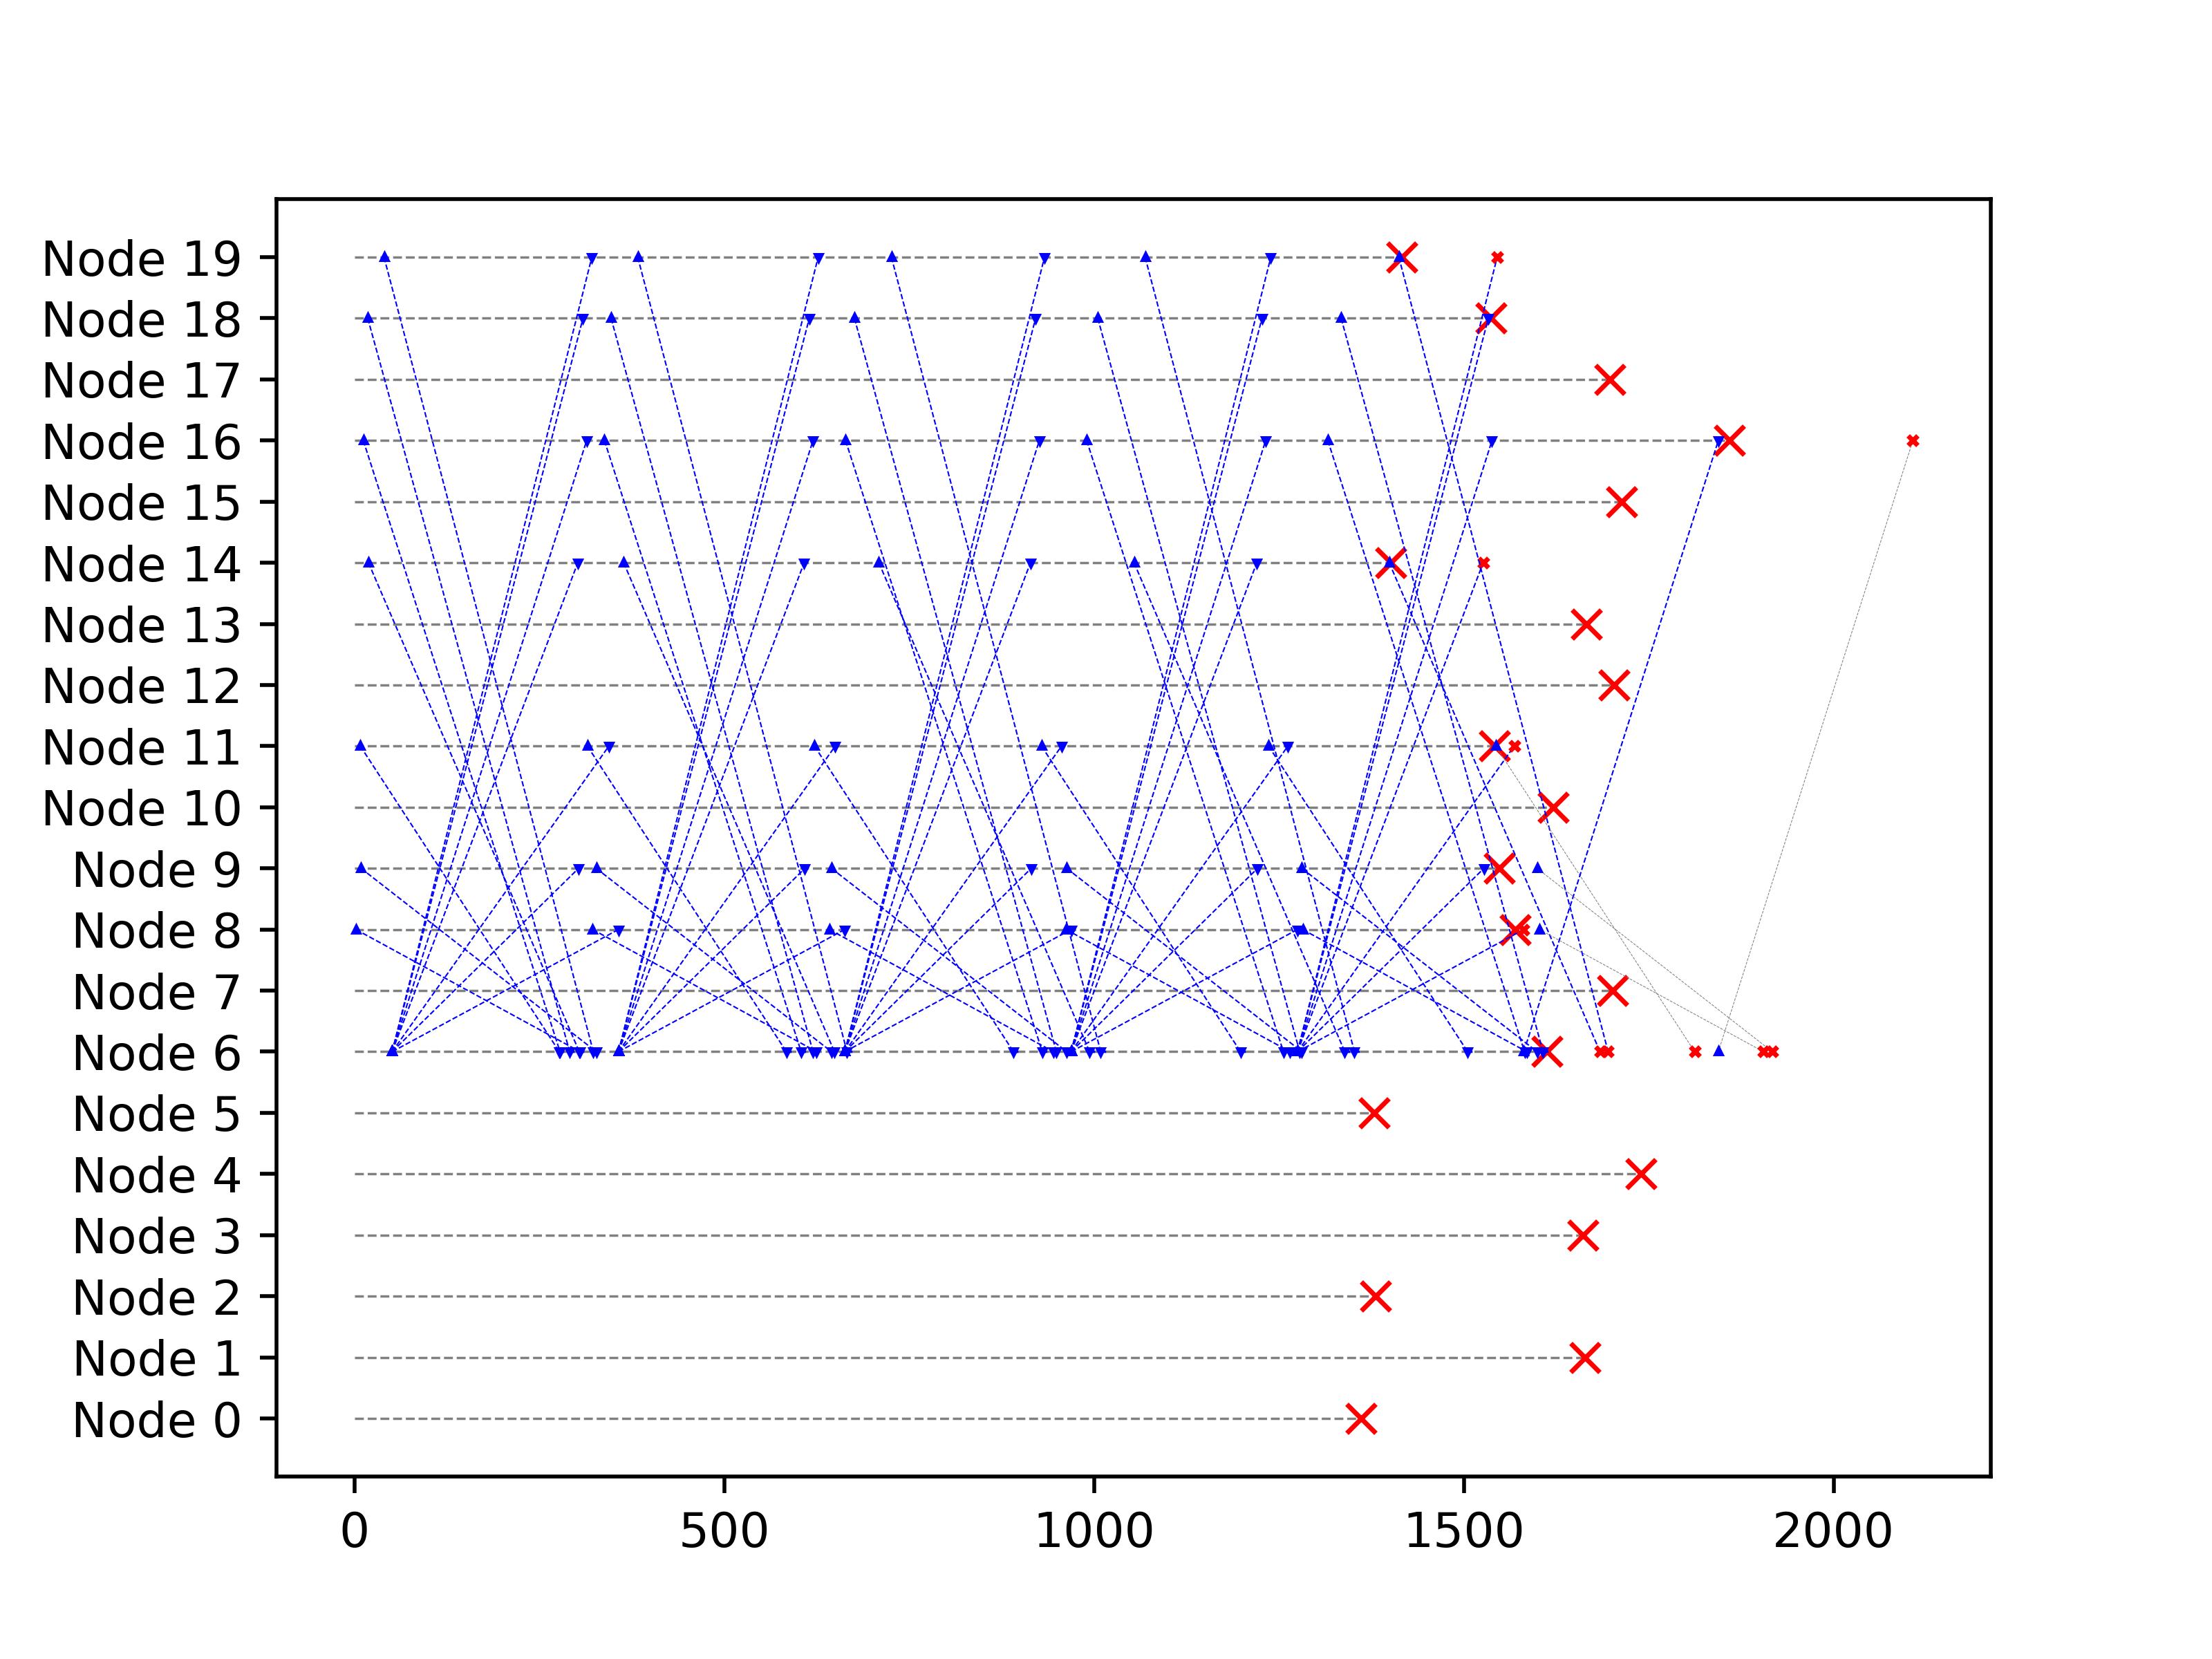 Node 19
Node 18
Node 17
Node 16
Node 15
Node 14
Node 13
Node 12
Node 11
Node 10
Node 9
Node 8
Node 7
Node 6
Node 5
Node 4
Node 3
Node 2
Node 1
Node 0
0 500 1000 1500 2000